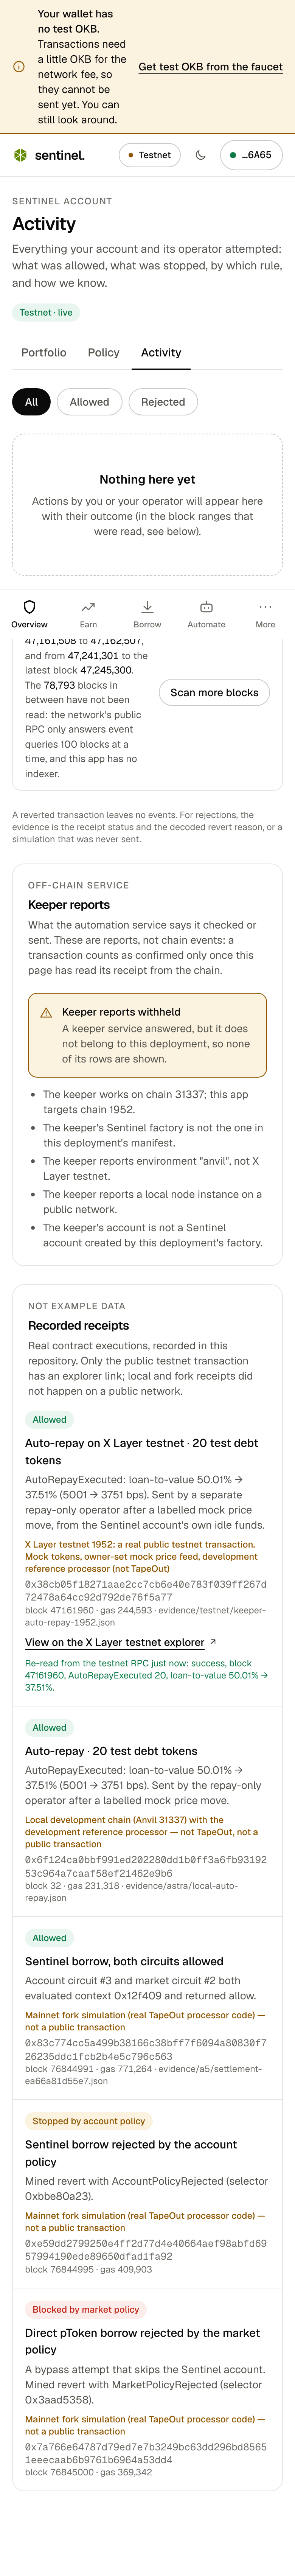 Your wallet has
no test OKB.
Transactions need
a little OKB for the
network fee, so
they cannot be
sent yet. You can
still look around.
Get test OKB from the faucet
sentinel.
Testnet
…6A65
SENTINEL ACCOUNT
Activity
Everything your account and its operator attempted:
what was allowed, what was stopped, by which rule,
and how we know.
Testnet · live
Portfolio
Policy
Activity
All
Allowed
Rejected
Nothing here yet
Actions by you or your operator will appear here
with their outcome (in the block ranges that
were read, see below).
Overview
Earn
Borrow
Automate
More
47,161,508 to 47,162,507,
and from 47,241,301 to the
latest block 47,245,300.
The 78,793 blocks in
between have not been
read: the network's public
RPC only answers event
queries 100 blocks at a
time, and this app has no
indexer.
Scan more blocks
A reverted transaction leaves no events. For rejections, the
evidence is the receipt status and the decoded revert reason, or a
simulation that was never sent.
OFF-CHAIN SERVICE
Keeper reports
What the automation service says it checked or
sent. These are reports, not chain events: a
transaction counts as confirmed only once this
page has read its receipt from the chain.
Keeper reports withheld
A keeper service answered, but it does
not belong to this deployment, so none
of its rows are shown.
• The keeper works on chain 31337; this app
targets chain 1952.
• The keeper's Sentinel factory is not the one in
this deployment's manifest.
• The keeper reports environment "anvil", not X
Layer testnet.
• The keeper reports a local node instance on a
public network.
• The keeper's account is not a Sentinel
account created by this deployment's factory.
NOT EXAMPLE DATA
Recorded receipts
Real contract executions, recorded in this
repository. Only the public testnet transaction
has an explorer link; local and fork receipts did
not happen on a public network.
Allowed
Auto-repay on X Layer testnet · 20 test debt
tokens
AutoRepayExecuted: loan-to-value 50.01% →
37.51% (5001 → 3751 bps). Sent by a separate
repay-only operator after a labelled mock price
move, from the Sentinel account's own idle funds.
X Layer testnet 1952: a real public testnet transaction.
Mock tokens, owner-set mock price feed, development
reference processor (not TapeOut)
0x38cb05f18271aae2cc7cb6e40e783f039ff267d
72478a64cc92d792de76f5a77
block 47161960 · gas 244,593 · evidence/testnet/keeper-
auto-repay-1952.json
View on the X Layer testnet explorer ↗
Re-read from the testnet RPC just now: success, block
47161960, AutoRepayExecuted 20, loan-to-value 50.01% →
37.51%.
Allowed
Auto-repay · 20 test debt tokens
AutoRepayExecuted: loan-to-value 50.01% →
37.51% (5001 → 3751 bps). Sent by the repay-only
operator after a labelled mock price move.
Local development chain (Anvil 31337) with the
development reference processor — not TapeOut, not a
public transaction
0x6f124ca0bbf991ed202280dd1b0ff3a6fb93192
53c964a7caaf58ef21462e9b6
block 32 · gas 231,318 · evidence/astra/local-auto-
repay.json
Allowed
Sentinel borrow, both circuits allowed
Account circuit #3 and market circuit #2 both
evaluated context 0x12f409 and returned allow.
Mainnet fork simulation (real TapeOut processor code) —
not a public transaction
0x83c774cc5a499b38166c38bff7f6094a80830f7
26235ddc1fcb2b4e5c796c563
block 76844991 · gas 771,264 · evidence/a5/settlement-
ea66a81d55e7.json
Stopped by account policy
Sentinel borrow rejected by the account
policy
Mined revert with AccountPolicyRejected (selector
0xbbe80a23).
Mainnet fork simulation (real TapeOut processor code) —
not a public transaction
0xe59dd2799250e4ff2d77d4e40664aef98abfd69
57994190ede89650dfad1fa92
block 76844995 · gas 409,903
Blocked by market policy
Direct pToken borrow rejected by the market
policy
A bypass attempt that skips the Sentinel account.
Mined revert with MarketPolicyRejected (selector
0x3aad5358).
Mainnet fork simulation (real TapeOut processor code) —
not a public transaction
0x7a766e64787d79ed7e7b3249bc63dd296bd8565
1eeecaab6b9761b6964a53dd4
block 76845000 · gas 369,342